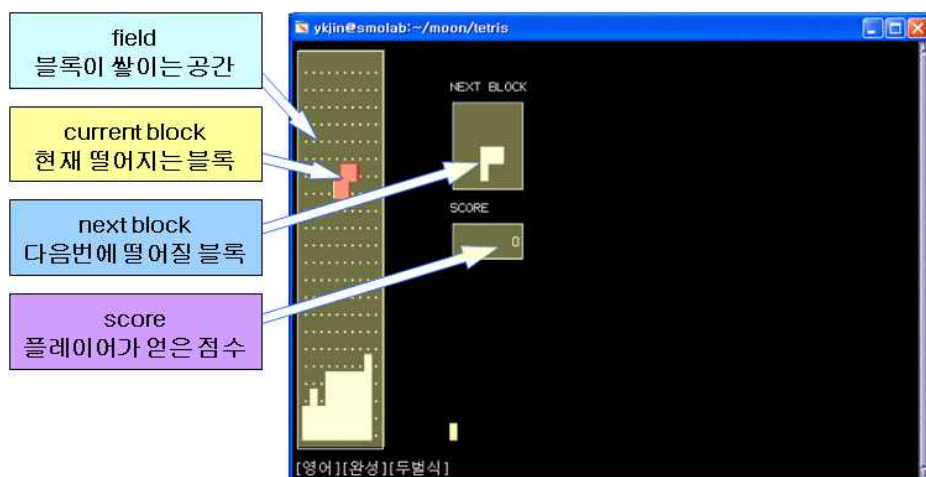 field
블록이 쌓이는 공간
current block
현재 떨어지는 블록
next block
다음번에 떨어질 블록
score
플레이어가 얻은 점수
ykjin@smolab:~/moon/tetris
NEXT BLOCK
SCORE
0
[영어][완성][두벌식]